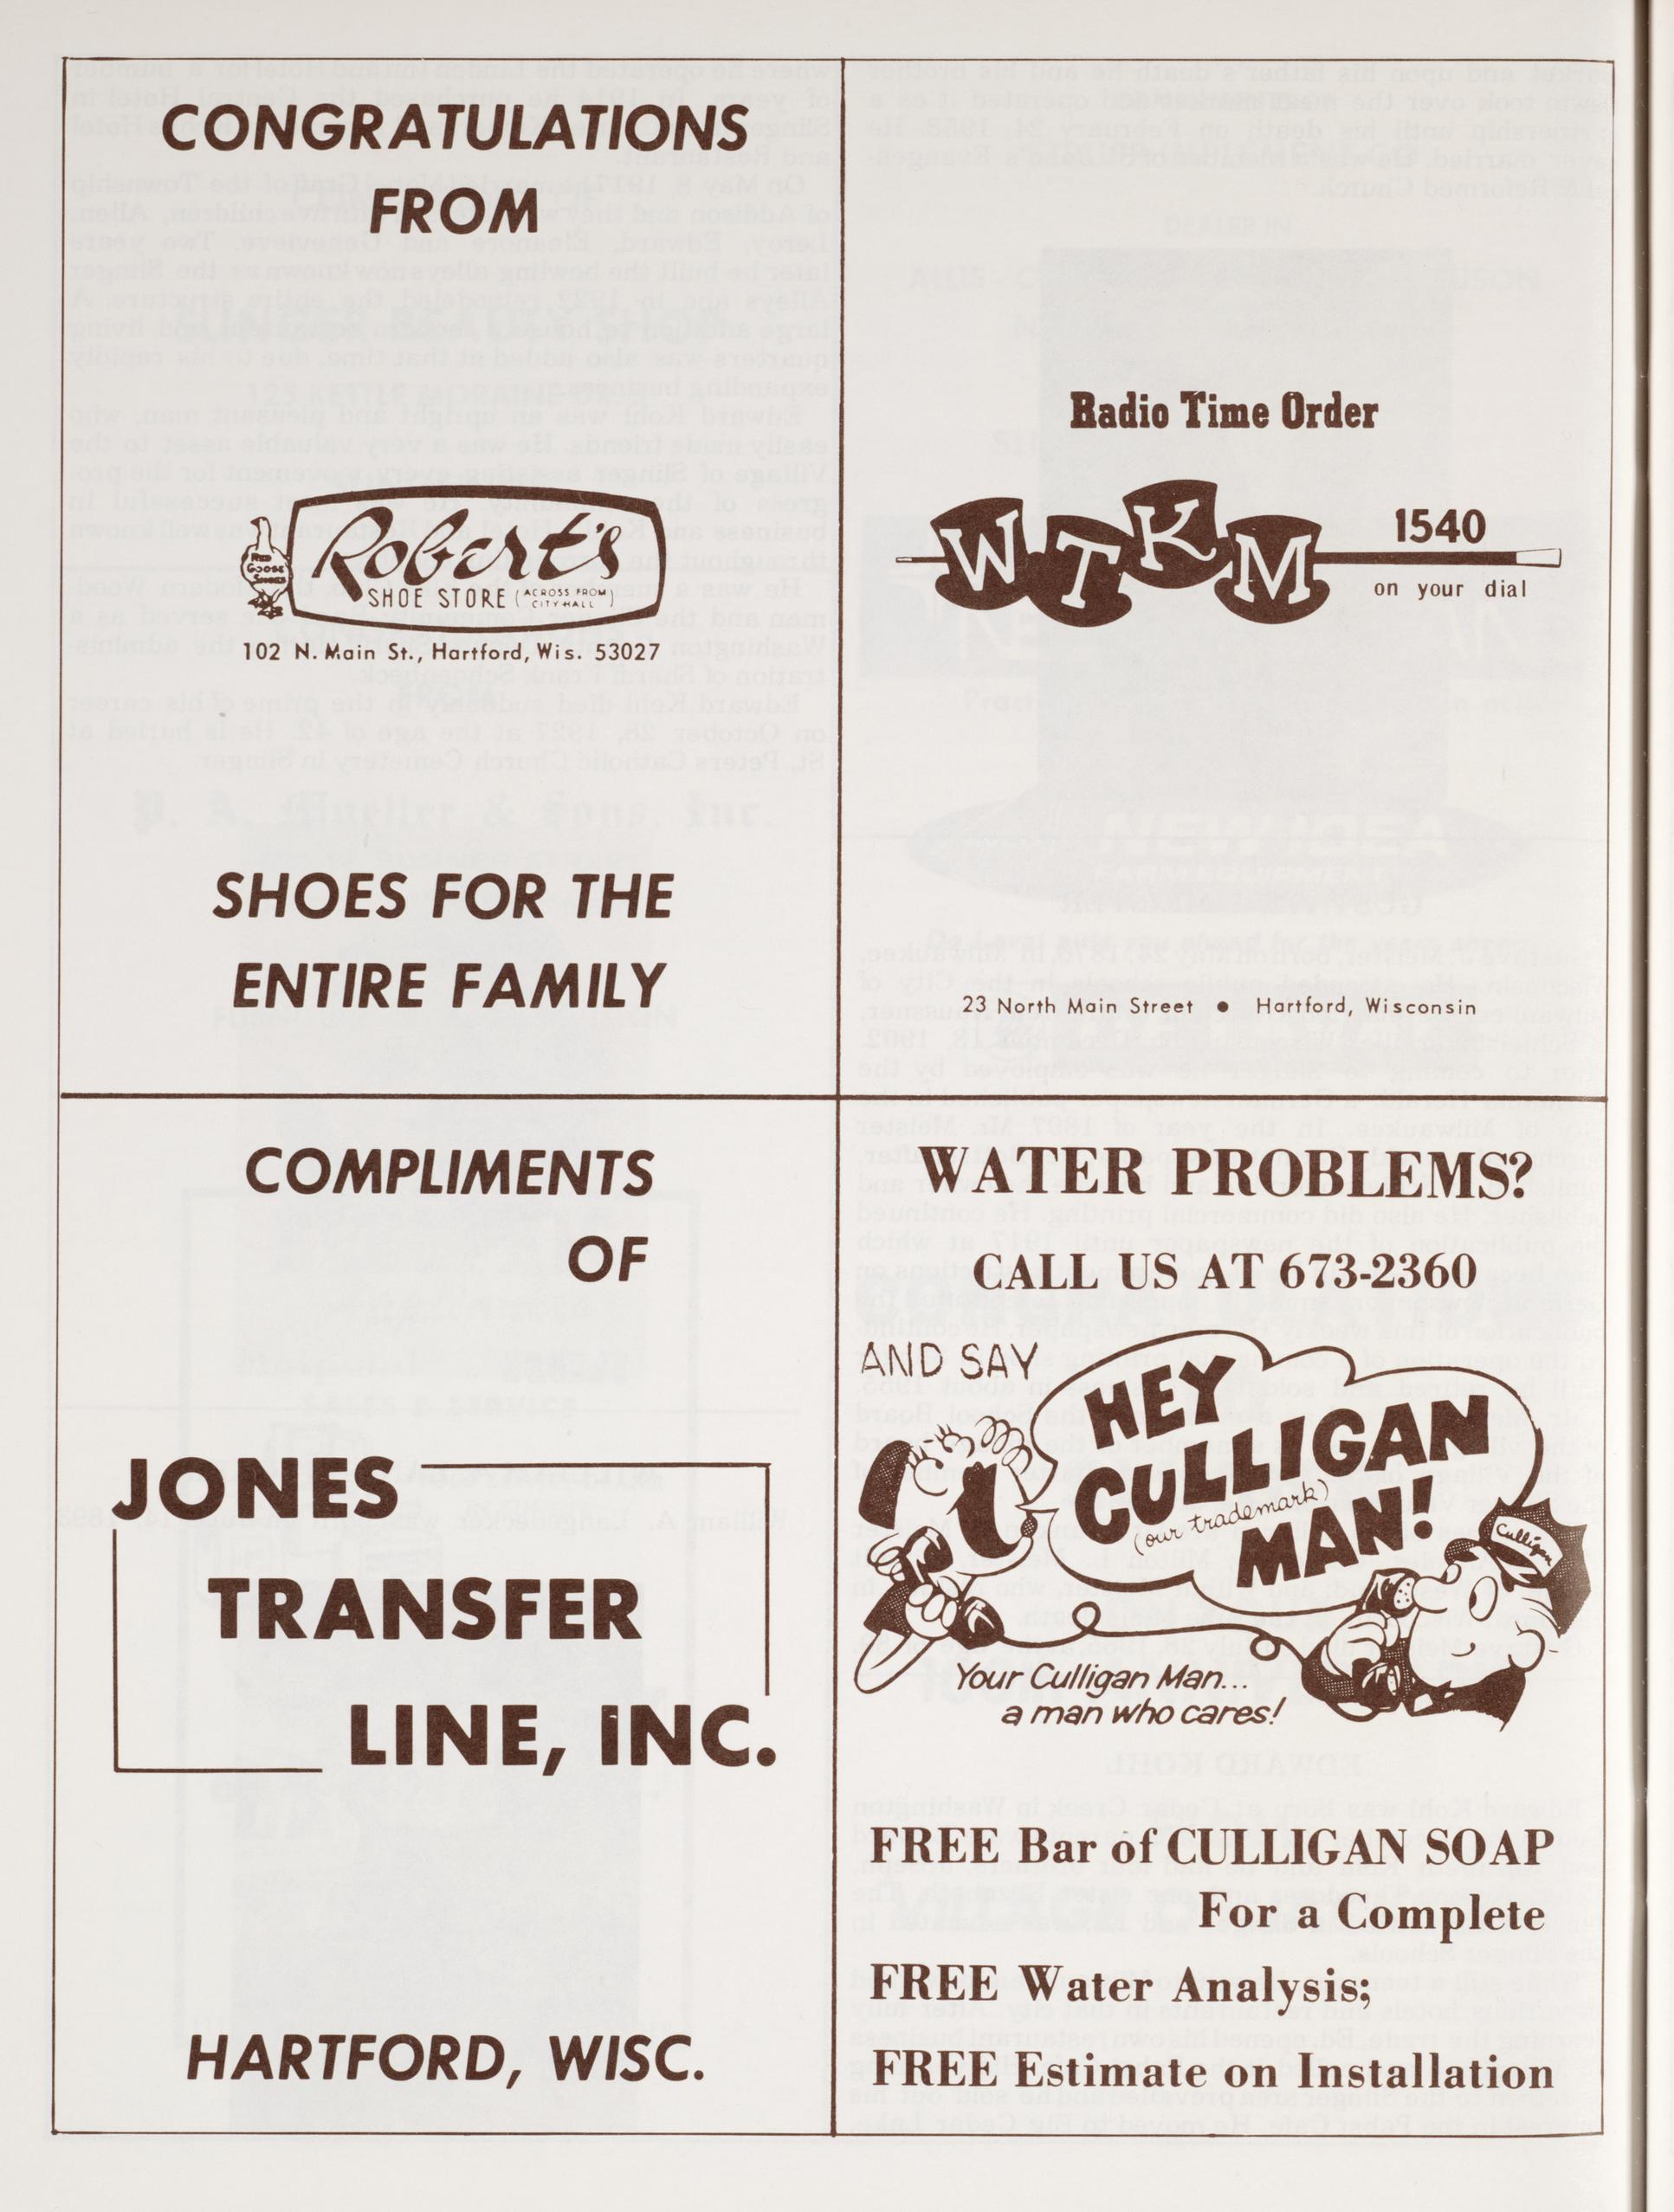 CONGRATULATIONS
FROM
RED
GOOSE
SHOES
Robert's
SHOE STORE (ACROSS FROM
CITY HALL)
102 N. Main St., Hartford, Wis. 53027
SHOES FOR THE
ENTIRE FAMILY
Radio Time Order
WTKM
1540
on your dial
23 North Main Street • Hartford, Wisconsin
COMPLIMENTS
OF
JONES
TRANSFER
LINE, INC.
HARTFORD, WISC.
WATER PROBLEMS?
CALL US AT 673-2360
AND SAY
HEY
CULLIGAN
(our trademark)
MAN!
Culligan
Your Culligan Man...
a man who cares!
FREE Bar of CULLIGAN SOAP
For a Complete
FREE Water Analysis;
FREE Estimate on Installation